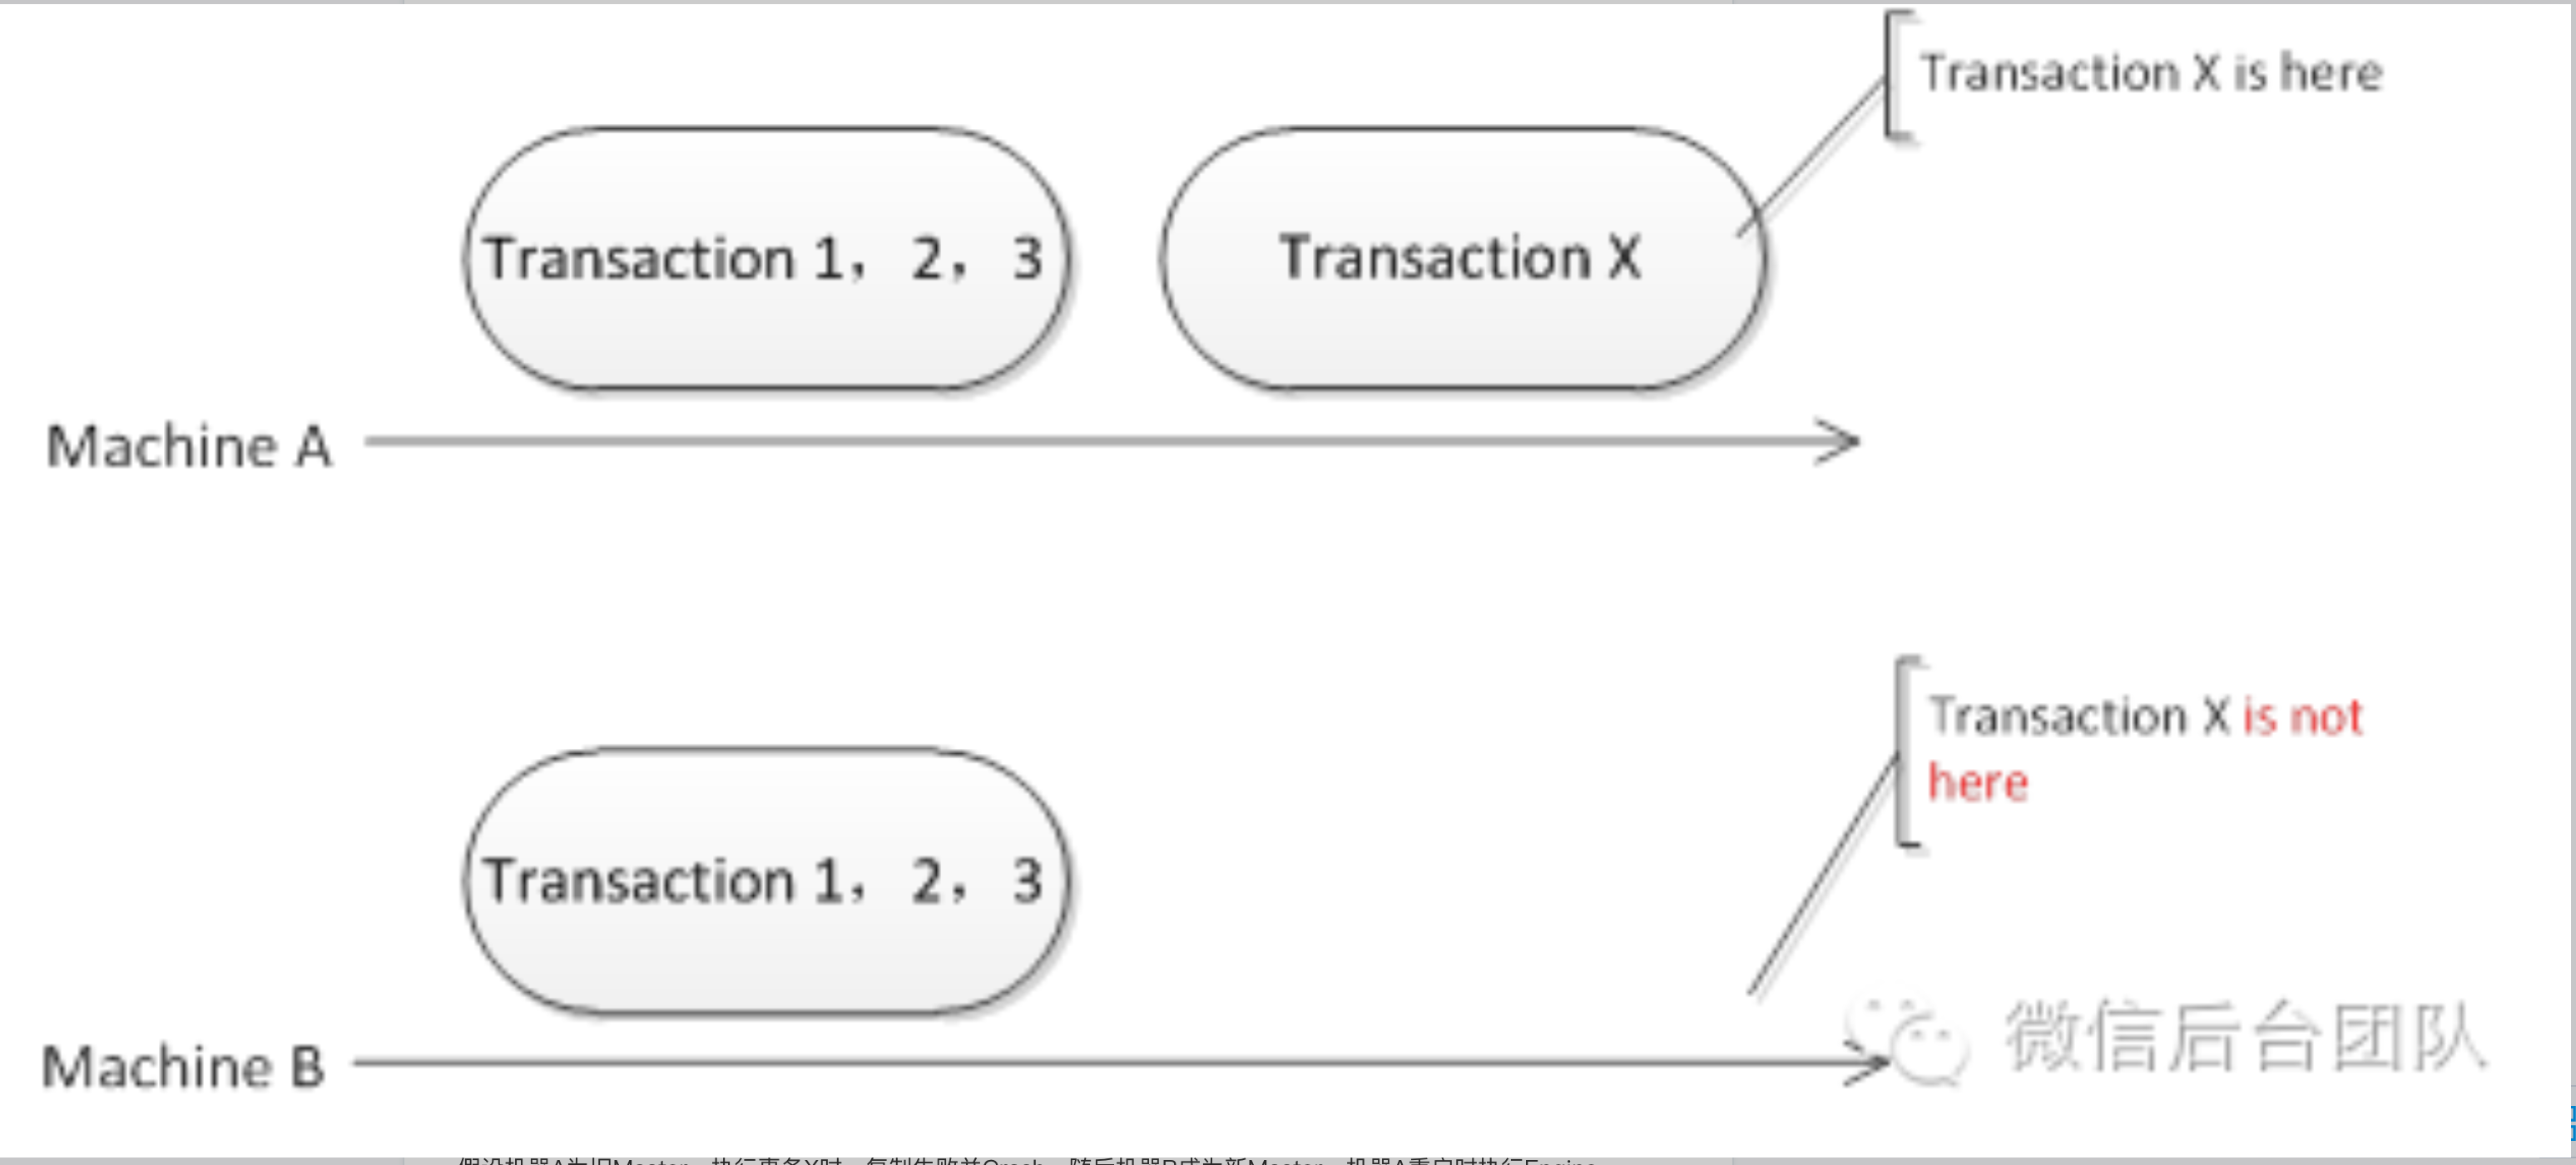 Transaction X is here
Transaction 1， 2， 3
Transaction X
Machine A
Transaction X is not
here
Transaction 1， 2， 3
微信后台团队
Machine B